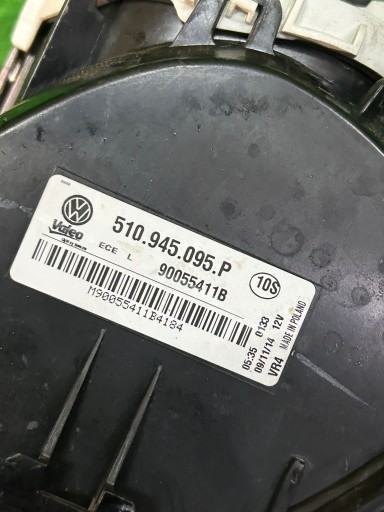 510.945.095.P
Valeo
ECE L
90055411B
10S
M90055411B4184
05:35 0133 12V
09/11/14
VR4 MADE IN POLAND